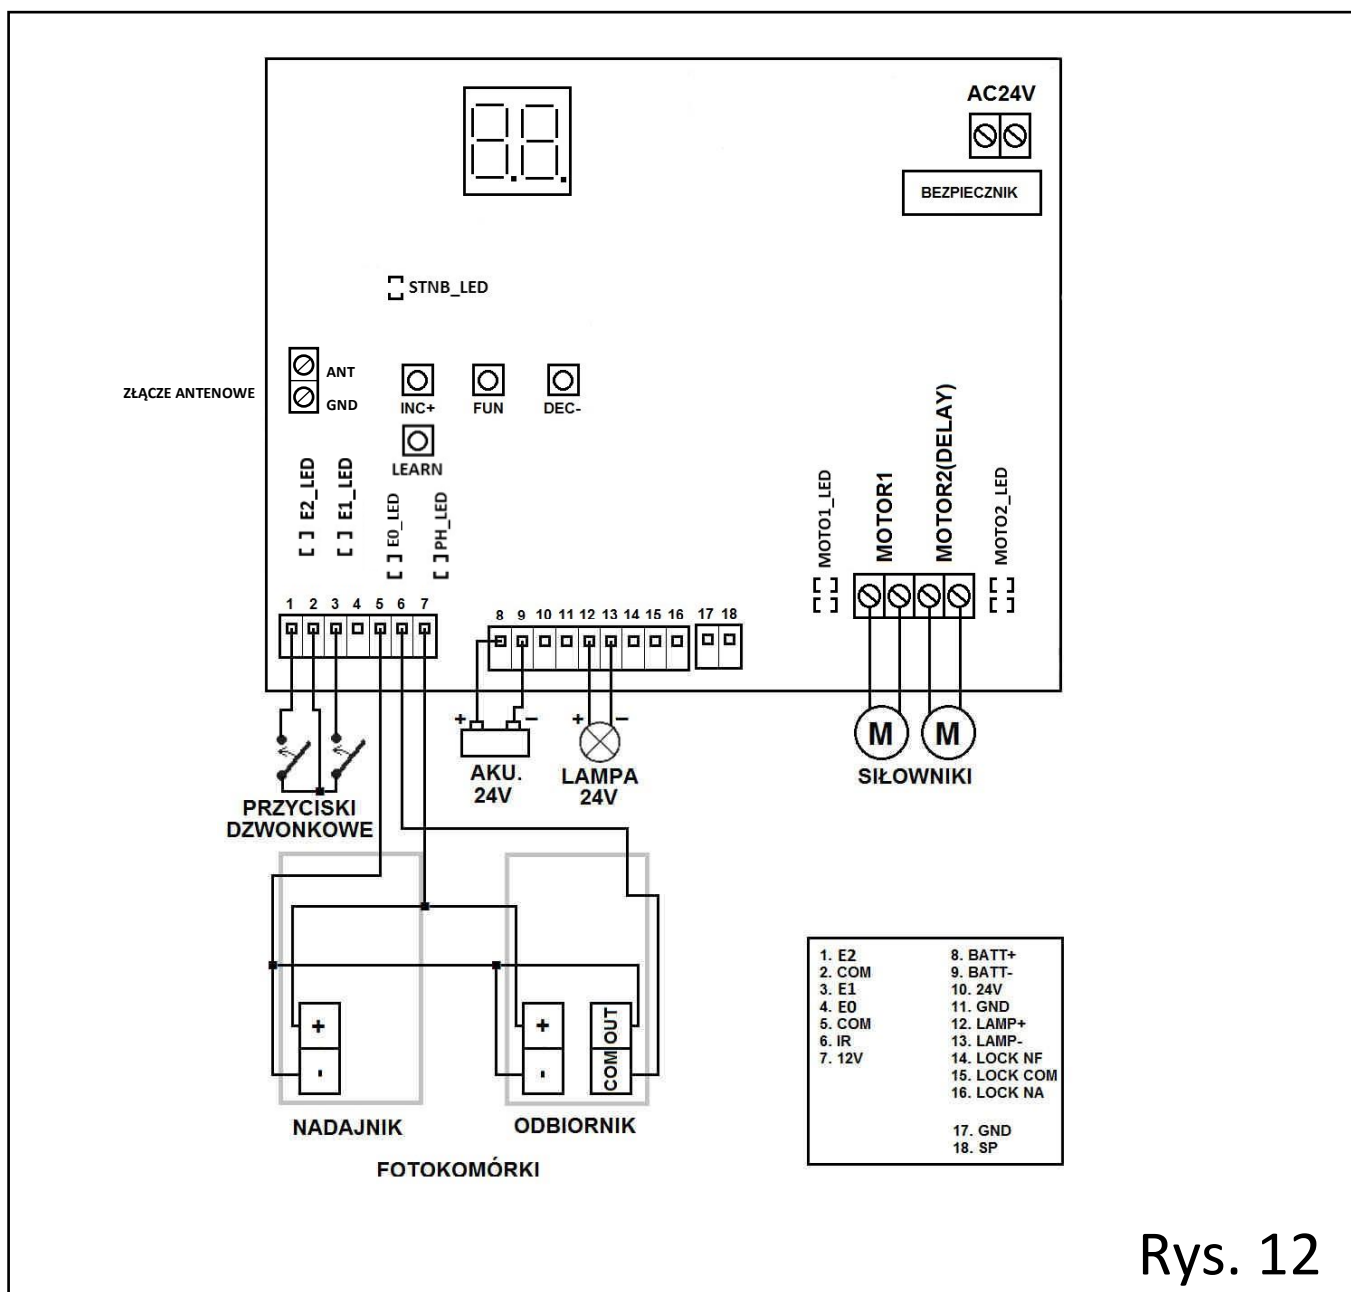 AC24V
BEZPIECZNIK
STNB_LED
ANT
ZŁĄCZE ANTENOWE
GND
INC+ FUN DEC-
LEARN
E2_LED
E1_LED
E0_LED
PH_LED
MOTO1_LED
MOTOR1
MOTOR2(DELAY)
MOTO2_LED
1 2 3 4 5 6 7
8 9 10 11 12 13 14 15 16 17 18
+ − + −
M M
AKU.
24V
LAMPA
24V
SIŁOWNIKI
PRZYCISKI
DZWONKOWE
+ + OUT
- - COM
NADAJNIK
ODBIORNIK
FOTOKOMÓRKI
1. E2
2. COM
3. E1
4. E0
5. COM
6. IR
7. 12V
8. BATT+
9. BATT-
10. 24V
11. GND
12. LAMP+
13. LAMP-
14. LOCK NF
15. LOCK COM
16. LOCK NA
17. GND
18. SP
Rys. 12